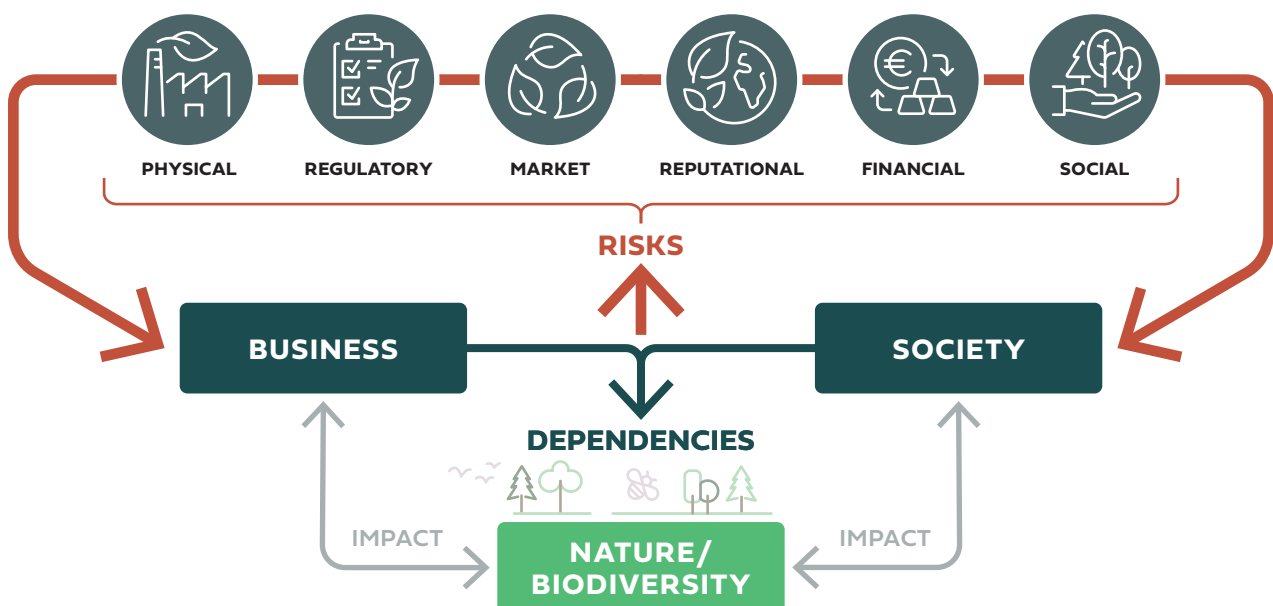 PHYSICAL
REGULATORY
MARKET
REPUTATIONAL
FINANCIAL
SOCIAL
RISKS
BUSINESS
SOCIETY
DEPENDENCIES
IMPACT
IMPACT
NATURE/
BIODIVERSITY